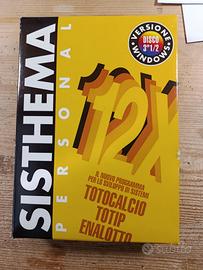 SISTHEMA
PERSONAL
VERSIONE
DISCO
3"1/2
WINDOWS
12X
IL NUOVO PROGRAMMA
PER LO SVILUPPO DI SISTEMI
TOTOCALCIO
TOTIP
ENALOTTO